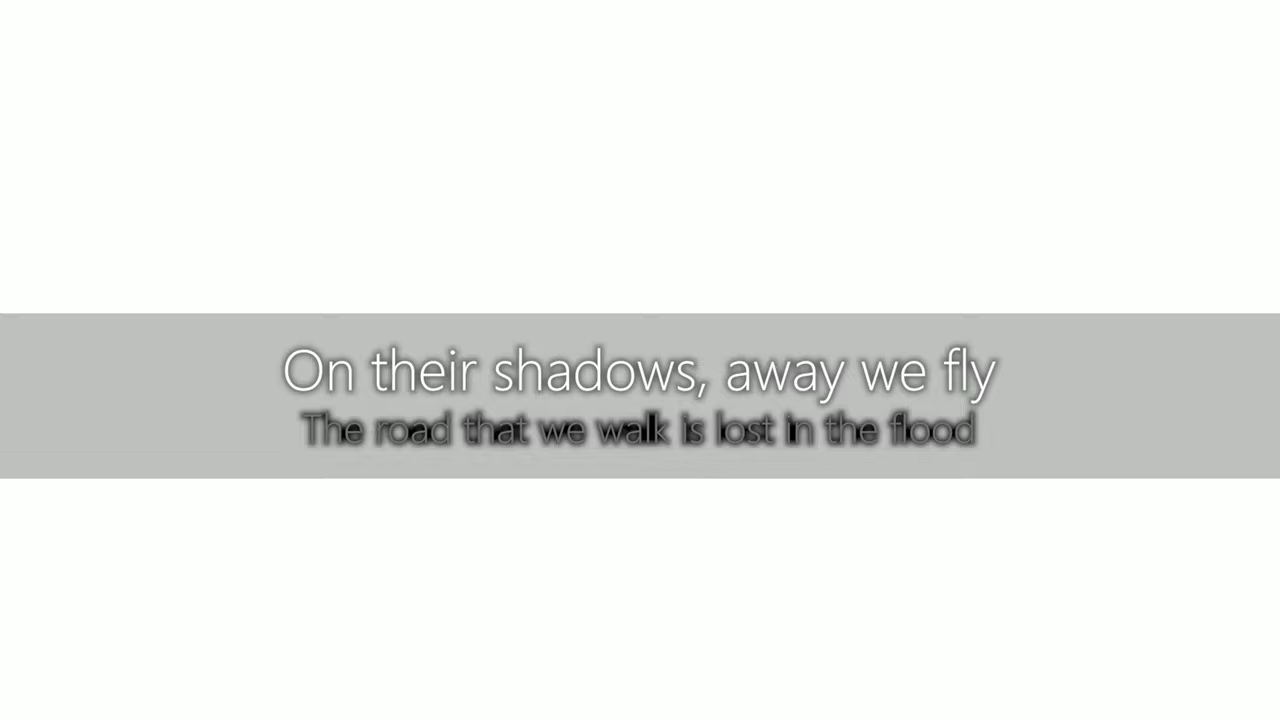 On their shadows, away we fly
The road that we walk is lost in the flood